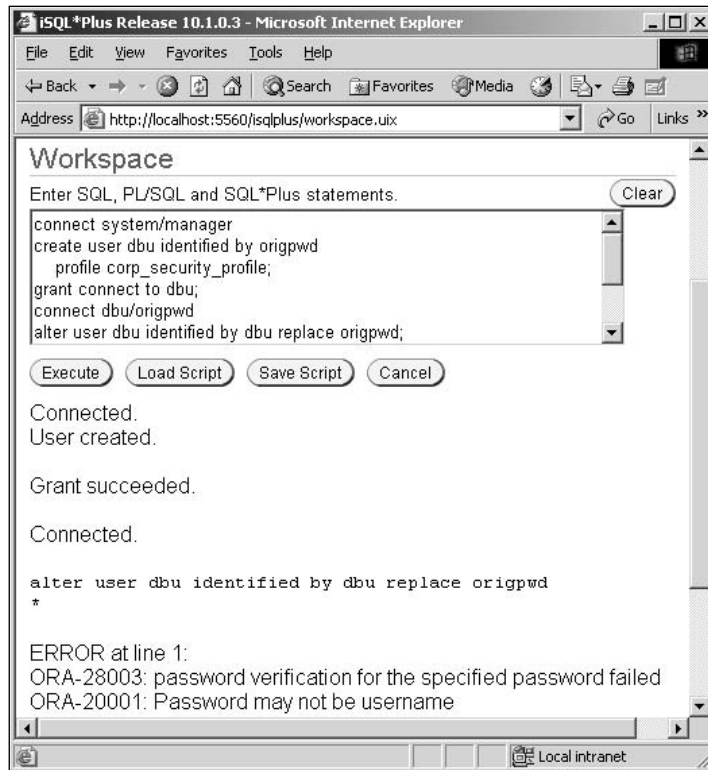 iSQL*Plus Release 10.1.0.3 - Microsoft Internet Explorer
File Edit View Favorites Tools Help
Back Search Favorites Media
Address http://localhost:5560/isqlplus/workspace.uix Go Links »
Workspace
Enter SQL, PL/SQL and SQL*Plus statements. Clear
connect system/manager
create user dbu identified by origpwd
profile corp_security_profile;
grant connect to dbu;
connect dbu/origpwd
alter user dbu identified by dbu replace origpwd;
Execute Load Script Save Script Cancel
Connected.
User created.
Grant succeeded.
Connected.
alter user dbu identified by dbu replace origpwd
*
ERROR at line 1:
ORA-28003: password verification for the specified password failed
ORA-20001: Password may not be username
Local intranet